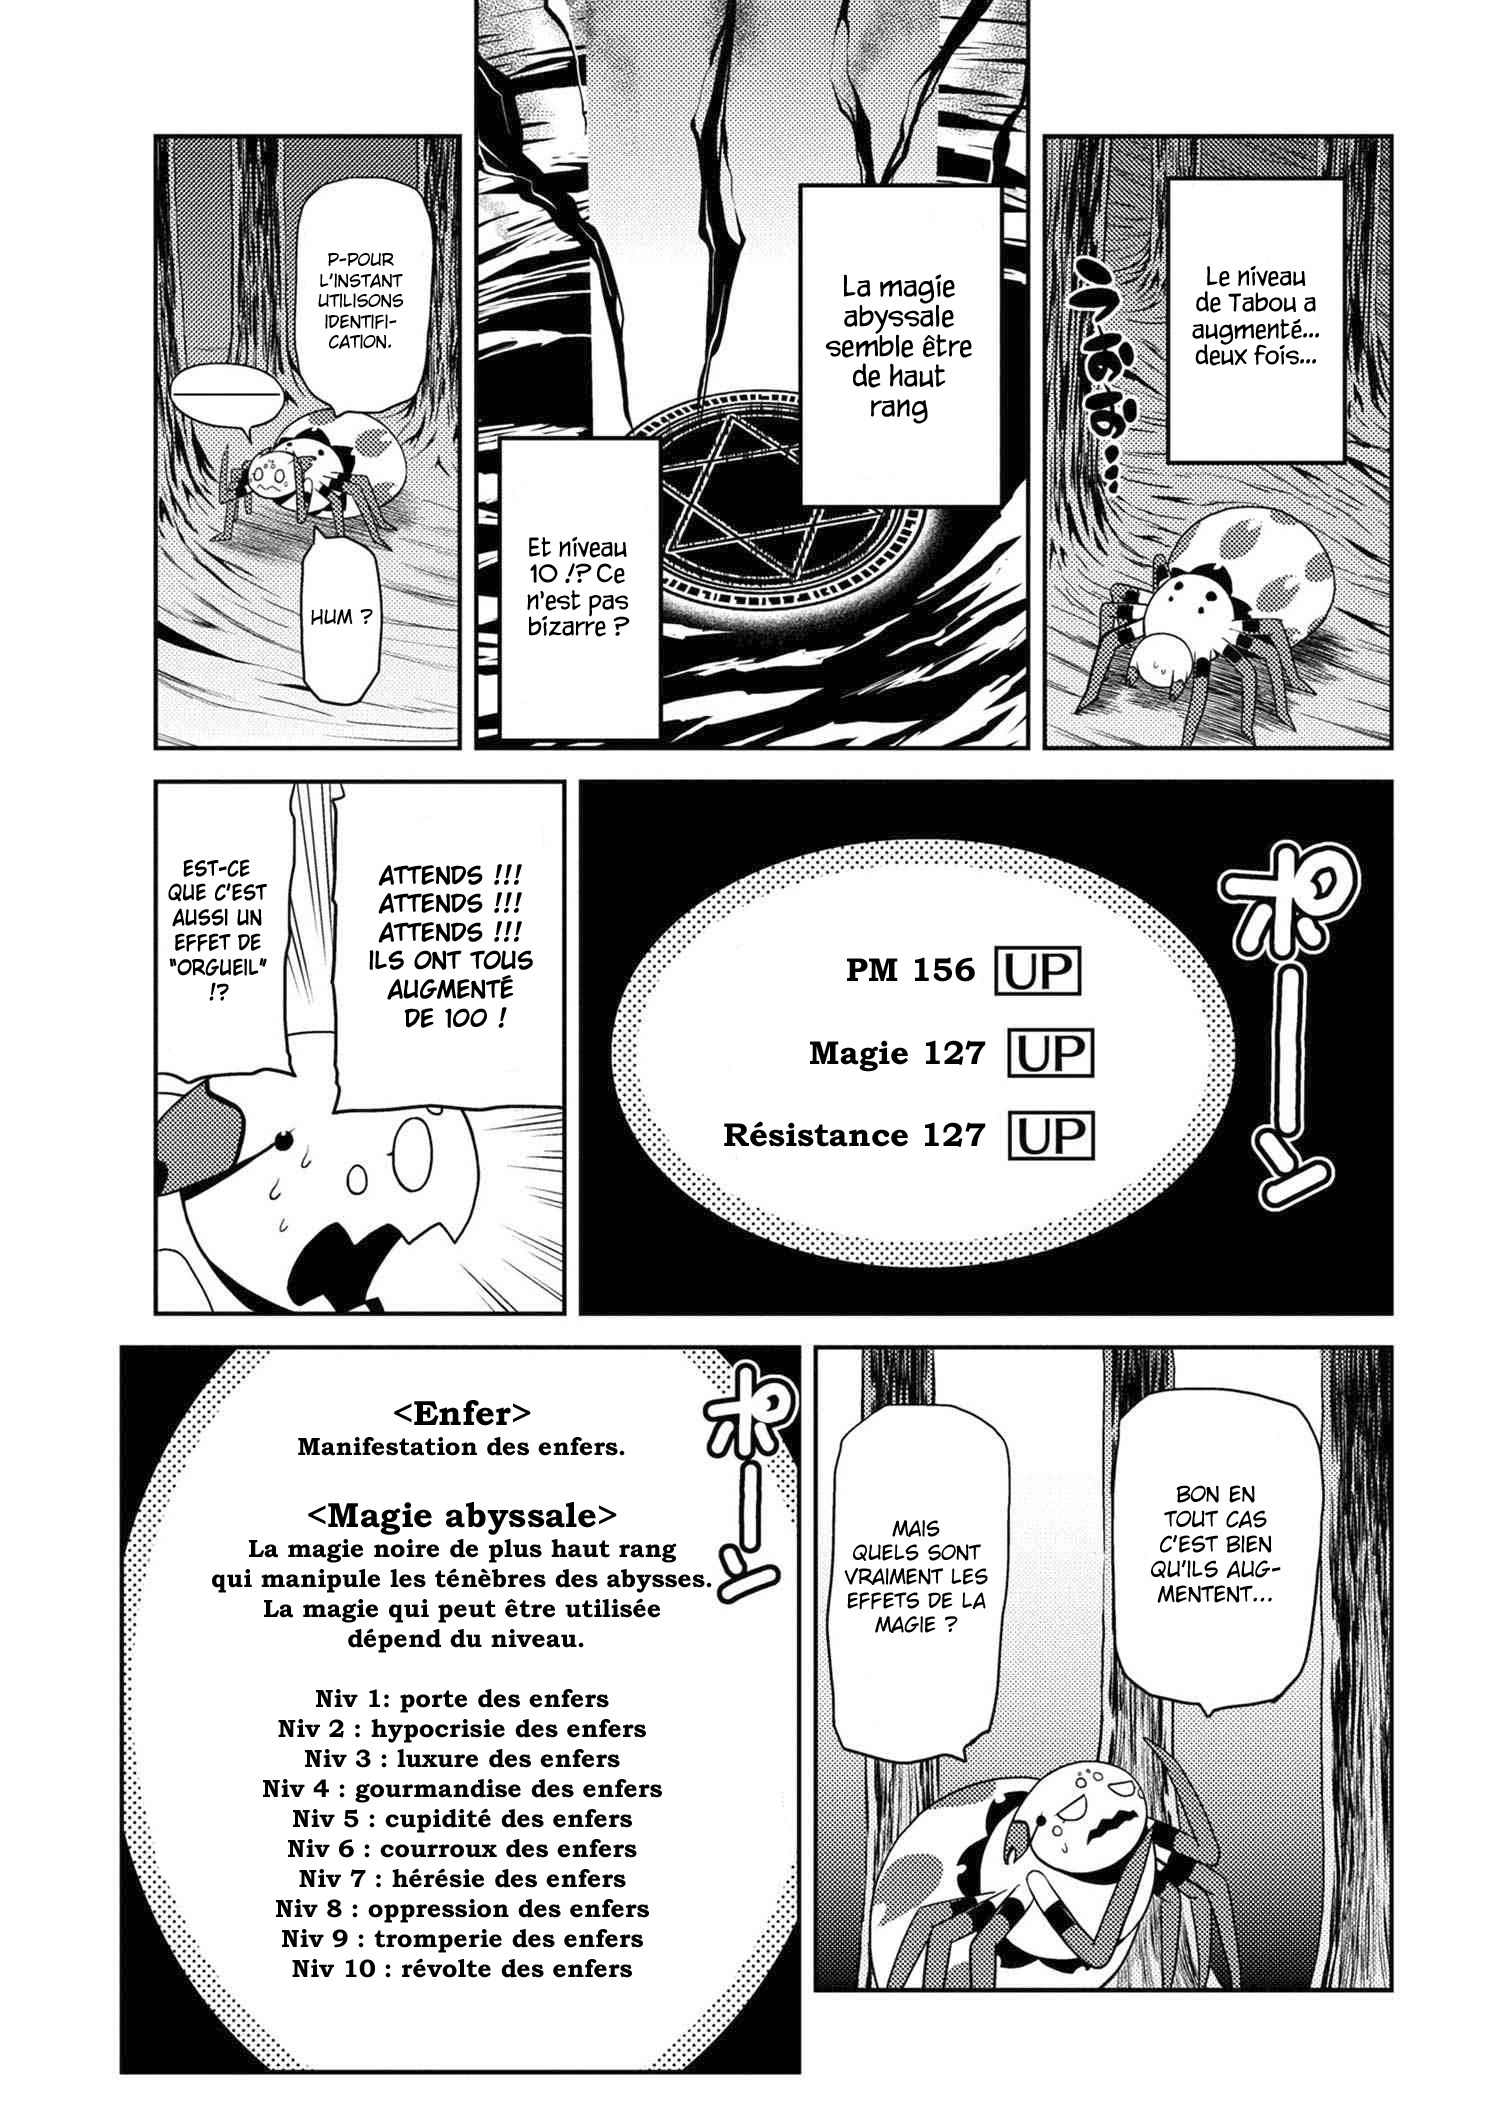 Le niveau
de Tabou a
augmenté...
deux fois...
うおおお…
La magie
abyssale
semble être
de haut
rang
Et niveau
10 !? Ce
n'est pas
bizarre ?
P-POUR
L'INSTANT
UTILISONS
IDENTIFI-
CATION.
HUM ?
ポーン
PM 156 UP
Magie 127 UP
Résistance 127 UP
ATTENDS !!!
ATTENDS !!!
ATTENDS !!!
ILS ONT TOUS
AUGMENTÉ
DE 100 !
EST-CE
QUE C'EST
AUSSI UN
EFFET DE
"ORGUEIL"
!?
BON EN
TOUT CAS
C'EST BIEN
QU'ILS AUG-
MENTENT...
MAIS
QUELS SONT
VRAIMENT LES
EFFETS DE LA
MAGIE ?
ポーン
<Enfer>
Manifestation des enfers.
<Magie abyssale>
La magie noire de plus haut rang
qui manipule les ténèbres des abysses.
La magie qui peut être utilisée
dépend du niveau.
Niv 1: porte des enfers
Niv 2 : hypocrisie des enfers
Niv 3 : luxure des enfers
Niv 4 : gourmandise des enfers
Niv 5 : cupidité des enfers
Niv 6 : courroux des enfers
Niv 7 : hérésie des enfers
Niv 8 : oppression des enfers
Niv 9 : tromperie des enfers
Niv 10 : révolte des enfers